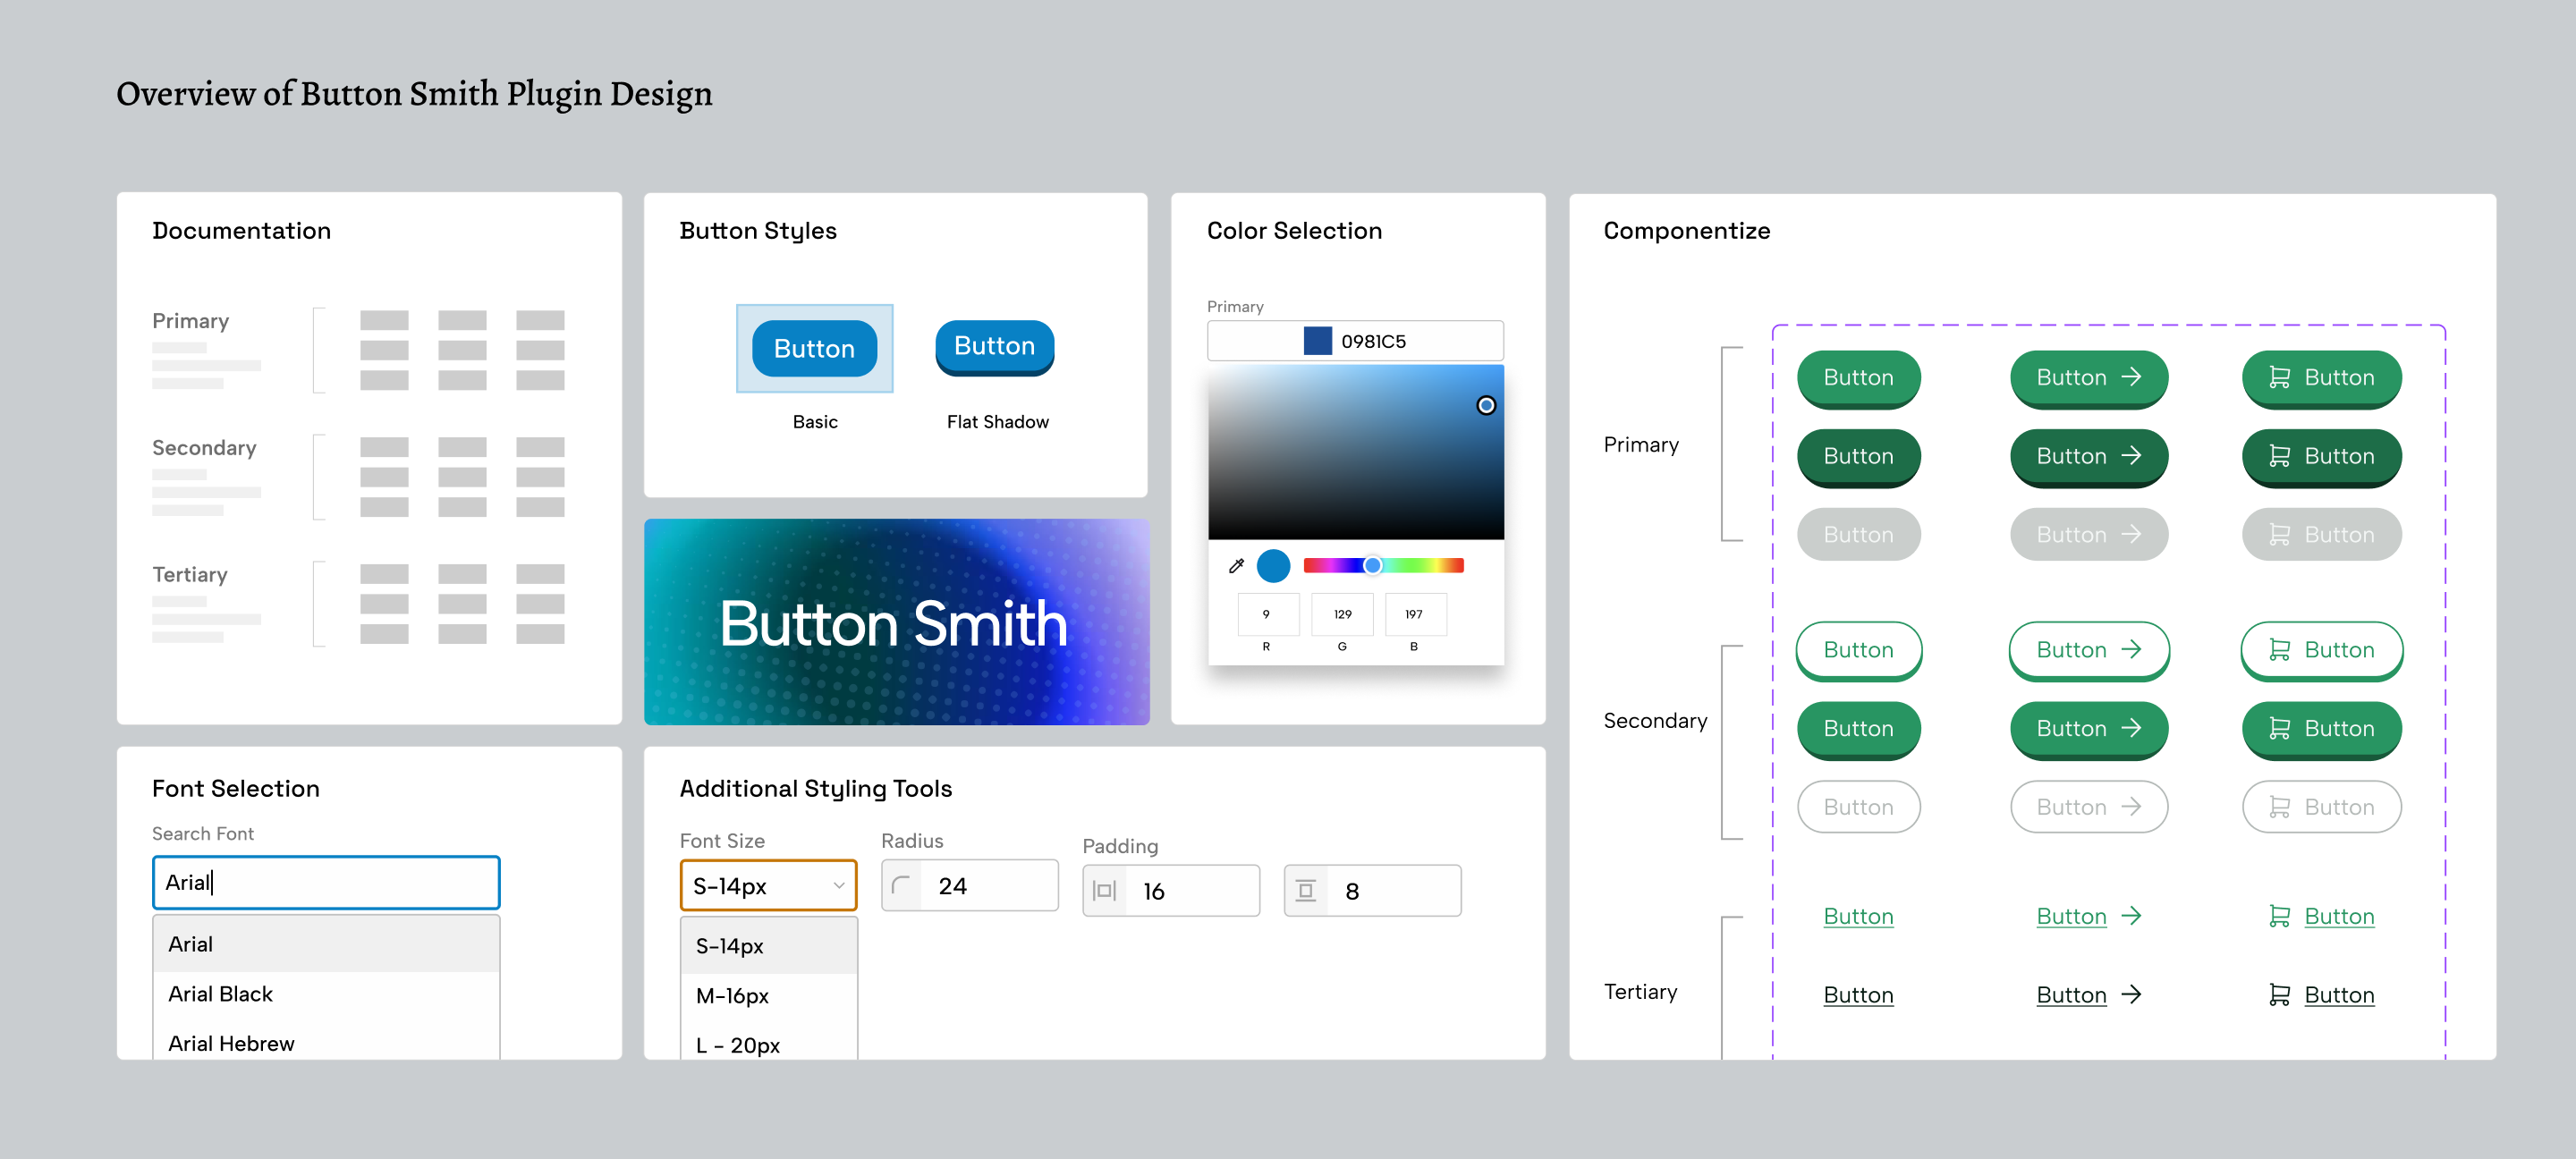 Overview of Button Smith Plugin Design
Documentation
Primary
Secondary
Tertiary
Button Styles
Button
Button
Basic
Flat Shadow
Button Smith
Color Selection
Primary
0981C5
9
129
197
R
G
B
Font Selection
Search Font
Arial
Arial
Arial Black
Arial Hebrew
Additional Styling Tools
Font Size
Radius
Padding
S-14px
24
16
8
S-14px
M-16px
L - 20px
Componentize
Primary
Button
Button
Button
Button
Button
Button
Button
Button
Button
Secondary
Button
Button
Button
Button
Button
Button
Button
Button
Button
Tertiary
Button
Button
Button
Button
Button
Button